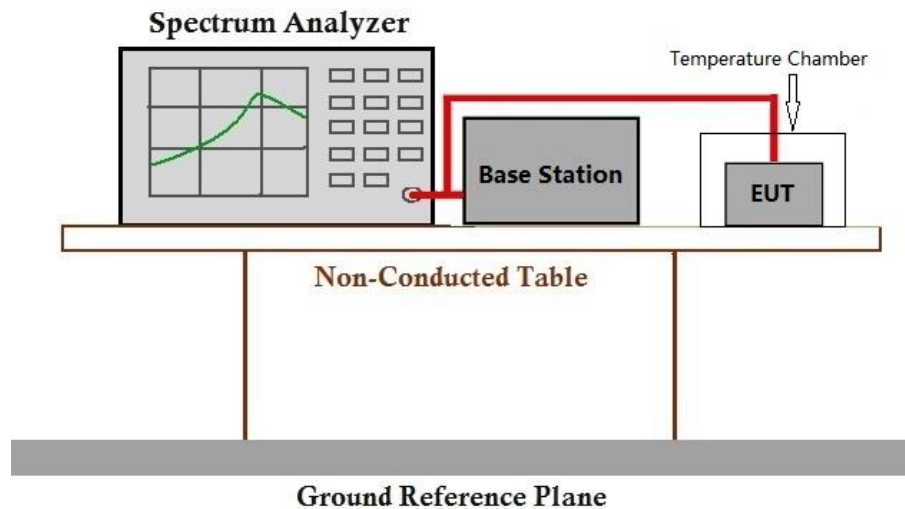 Spectrum Analyzer
Temperature Chamber
Base Station
EUT
Non-Conducted Table
Ground Reference Plane